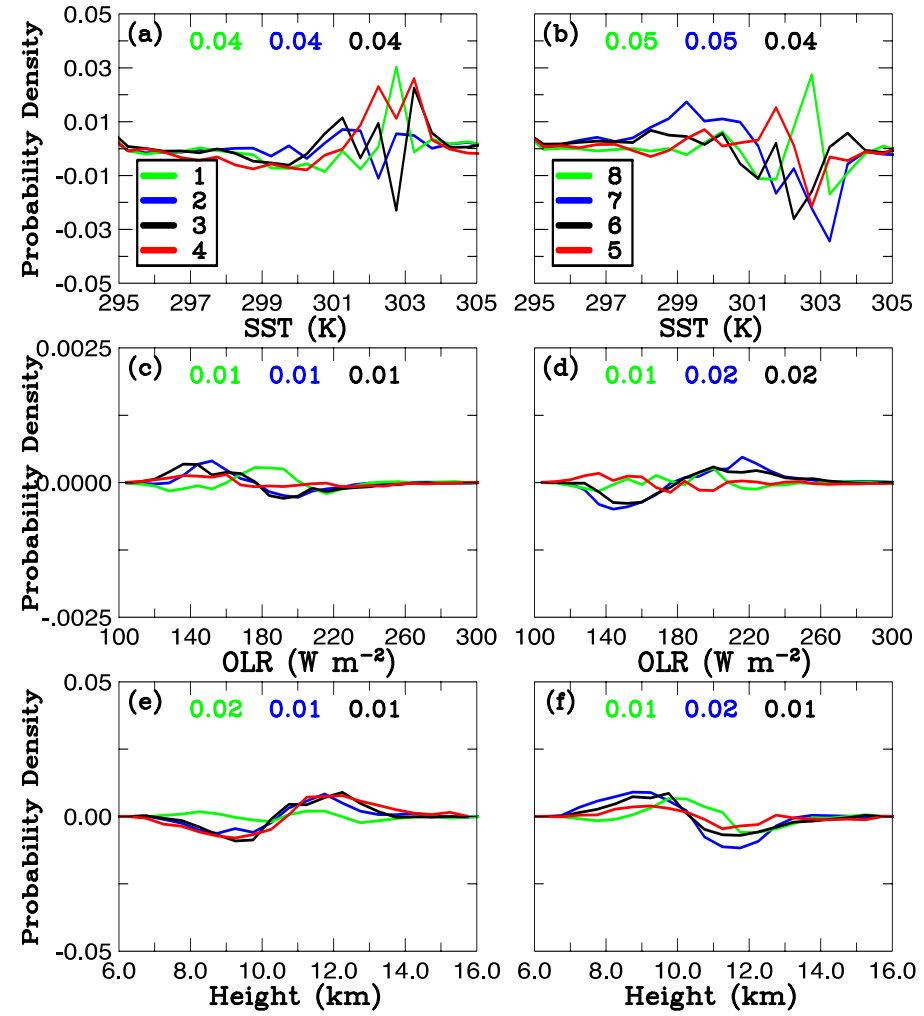 (a) 0.04 0.04 0.04
(b) 0.05 0.05 0.04
Probability Density
0.05
0.03
0.01
-0.01
-0.03
-0.05
1
2
3
4
8
7
6
5
295 297 299 301 303 305
295 297 299 301 303 305
SST (K)
SST (K)
(c) 0.01 0.01 0.01
(d) 0.01 0.02 0.02
Probability Density
0.0025
0.0000
-.0025
100 140 180 220 260 300
100 140 180 220 260 300
OLR (W m⁻²)
OLR (W m⁻²)
(e) 0.02 0.01 0.01
(f) 0.01 0.02 0.01
Probability Density
0.05
0.00
-0.05
6.0 8.0 10.0 12.0 14.0 16.0
6.0 8.0 10.0 12.0 14.0 16.0
Height (km)
Height (km)